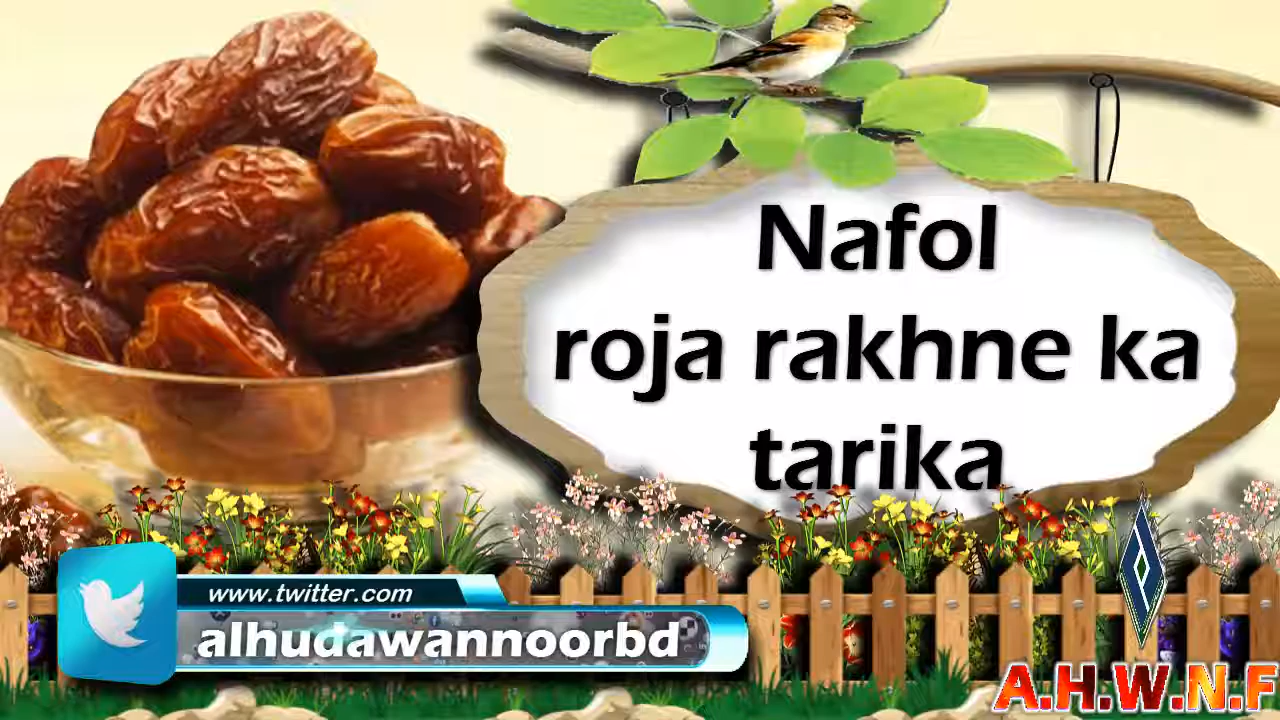 Nafol
roja rakhne ka
tarika
www.twitter.com
alhudawannoorbd
A.H.W.N.F